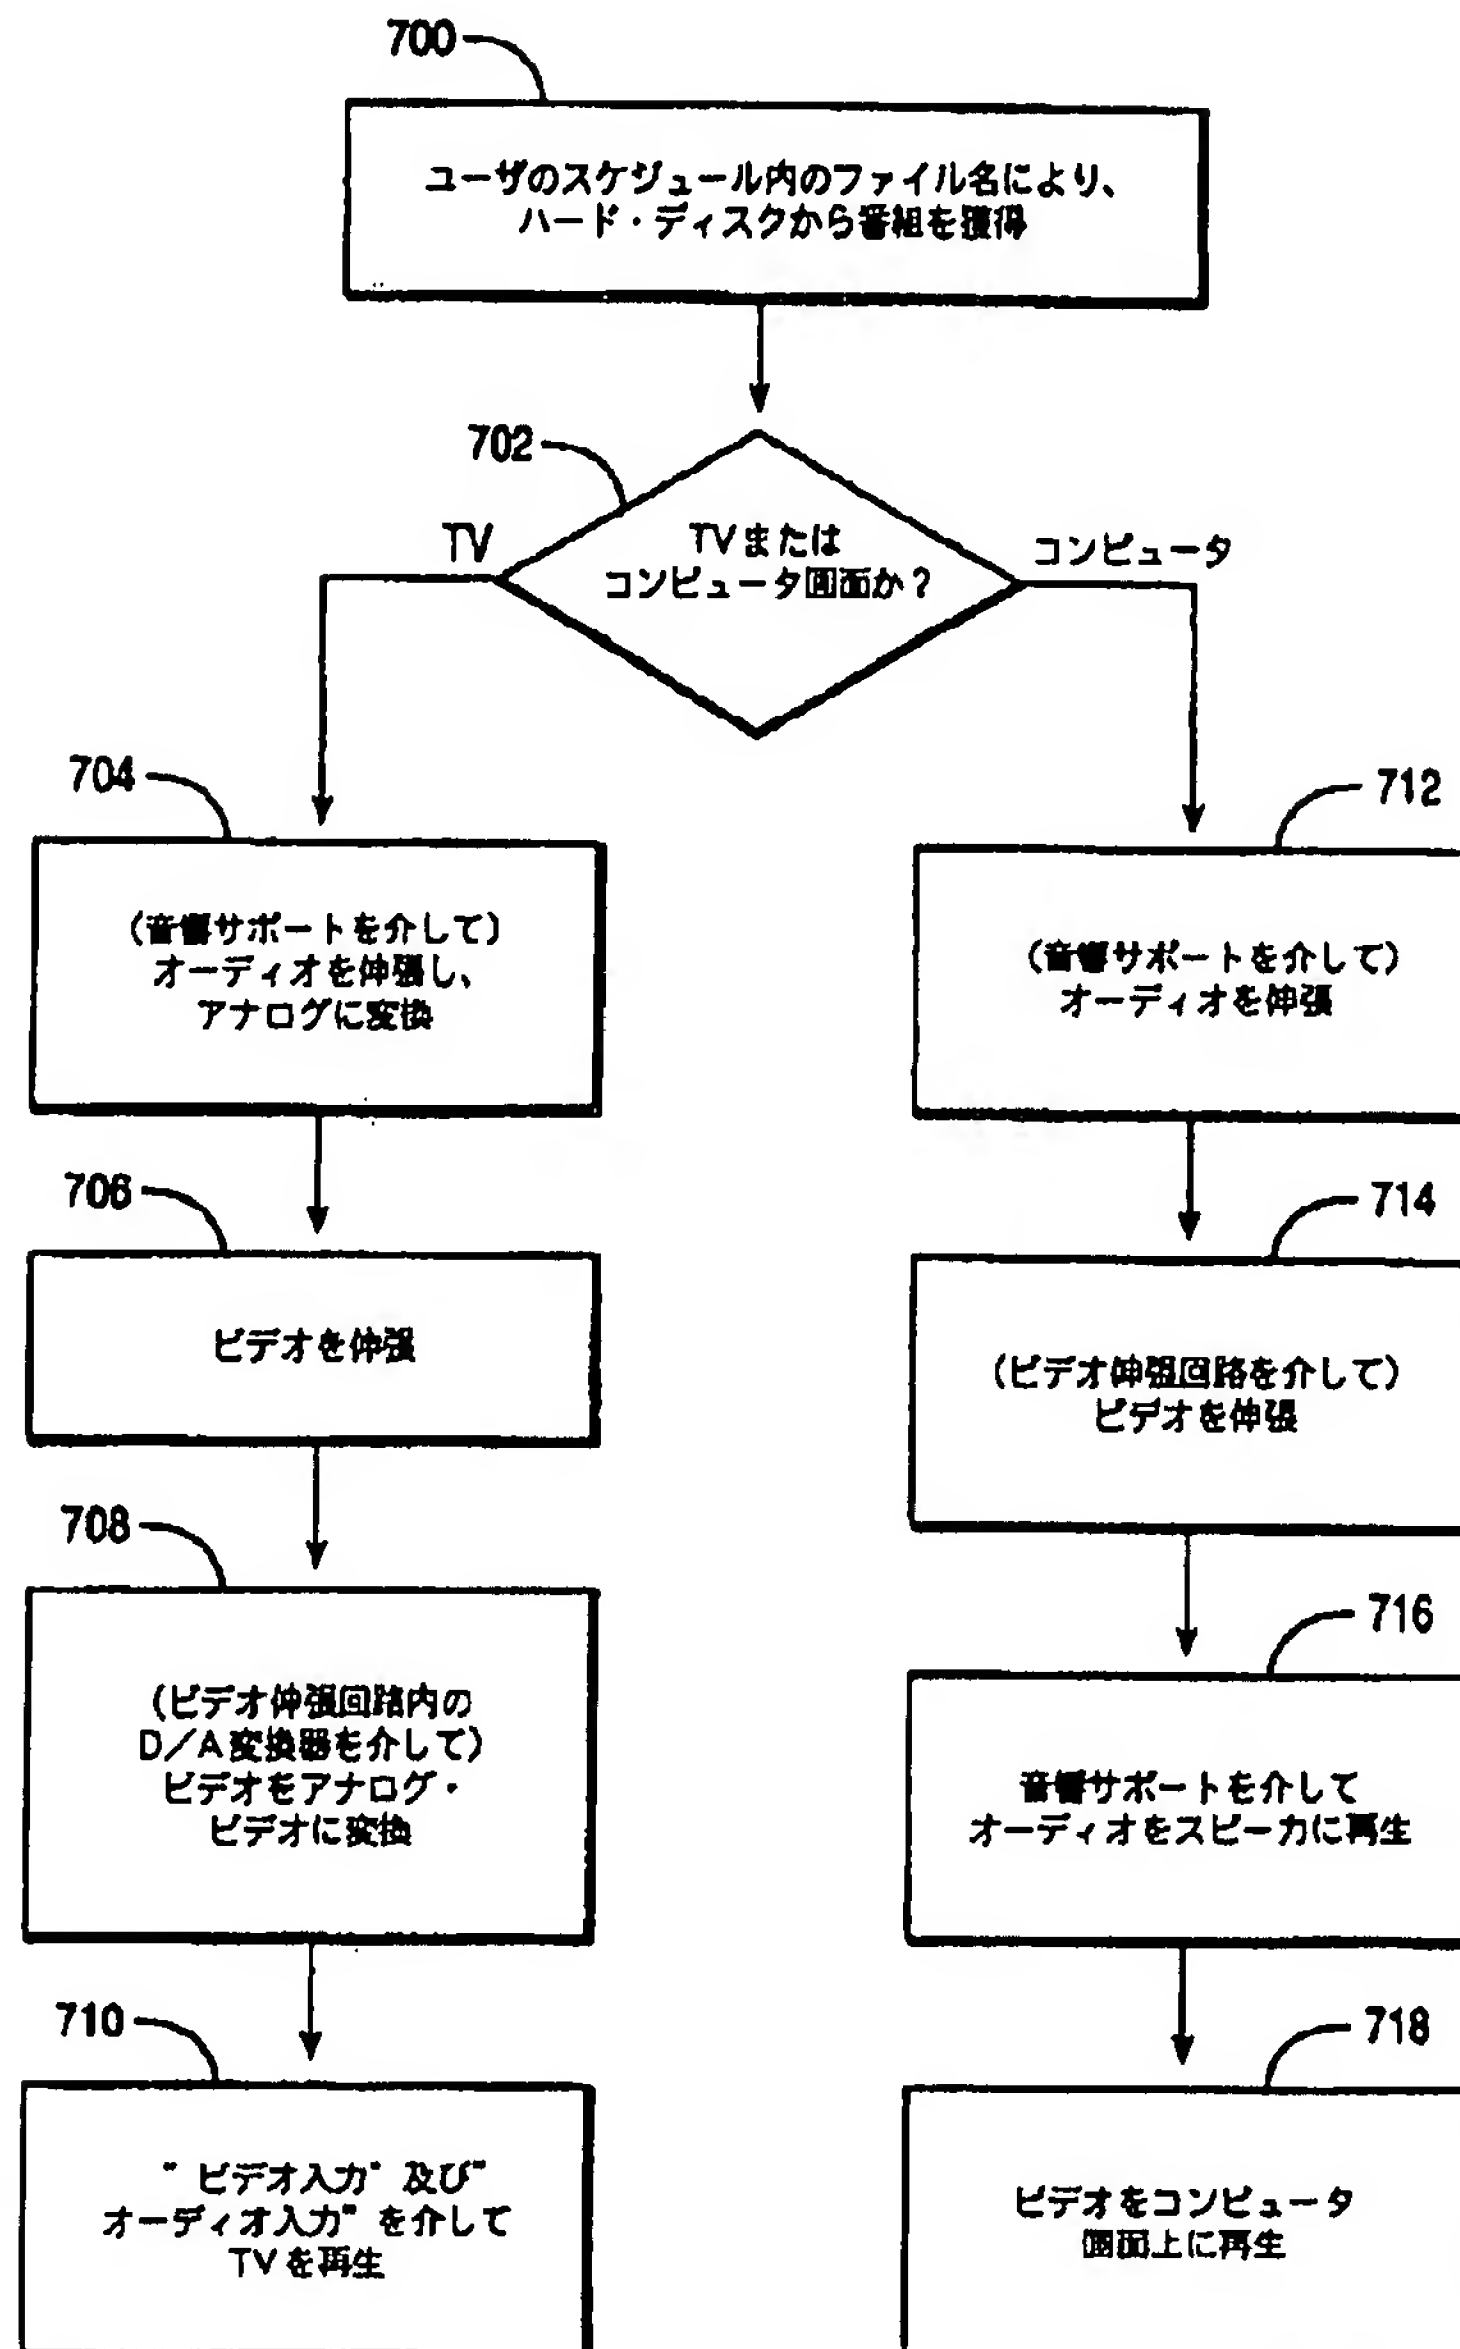 700
ユーザのスケジュール内のファイル名により、
ハード・ディスクから番組を獲得
702
TV
TVまたは
コンピュータ画面か？
コンピュータ
704
（音響サポートを介して）
オーディオを伸張し、
アナログに変換
706
ビデオを伸張
708
（ビデオ伸張回路内の
D／A変換器を介して）
ビデオをアナログ・
ビデオに変換
710
"ビデオ入力"及び"
オーディオ入力"を介して
TVを再生
712
（音響サポートを介して）
オーディオを伸張
714
（ビデオ伸張回路を介して）
ビデオを伸張
716
音響サポートを介して
オーディオをスピーカに再生
718
ビデオをコンピュータ
画面上に再生